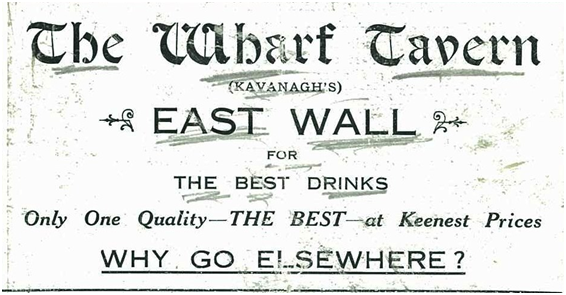 The Wharf Tavern
(KAVANAGH'S)
EAST WALL
FOR
THE BEST DRINKS
Only One Quality—THE BEST—at Keenest Prices
WHY GO ELSEWHERE?